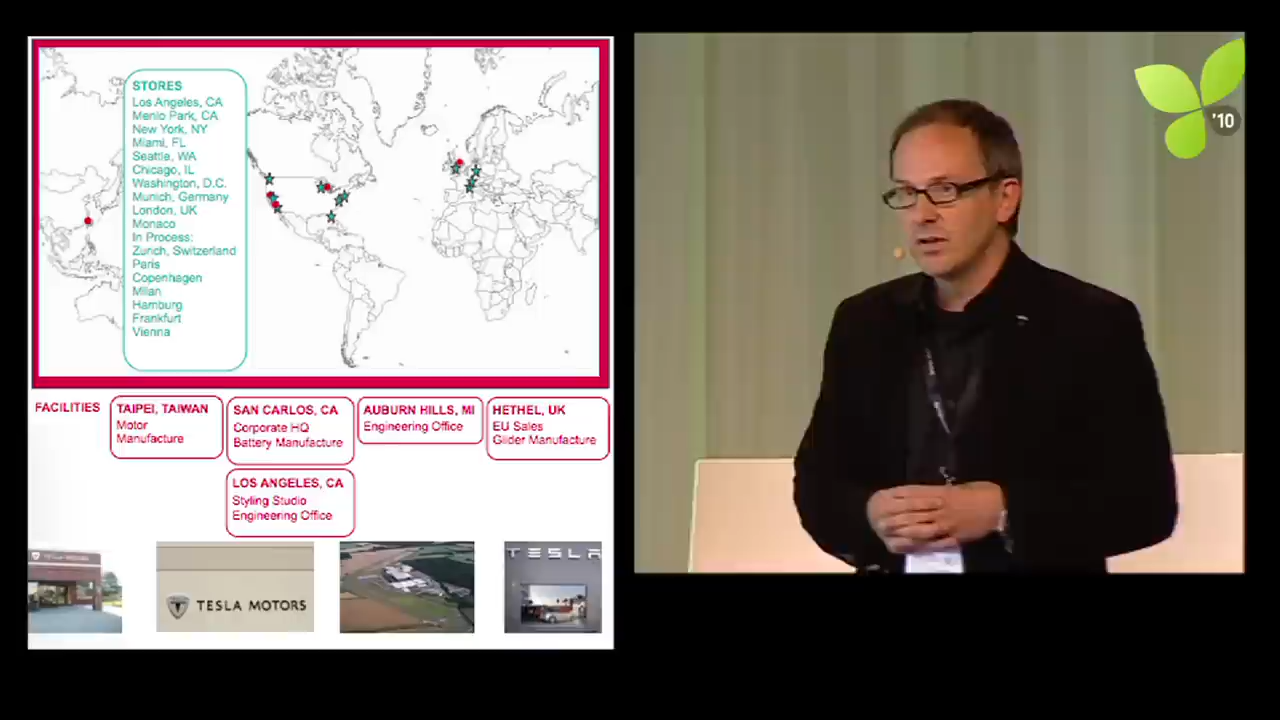 STORES
Los Angeles, CA
Menlo Park, CA
New York, NY
Miami, FL
Seattle, WA
Chicago, IL
Washington, D.C.
Munich, Germany
London, UK
Monaco
In Process:
Zurich, Switzerland
Paris
Copenhagen
Milan
Hamburg
Frankfurt
Vienna
FACILITIES
TAIPEI, TAIWAN
Motor
Manufacture
SAN CARLOS, CA
Corporate HQ
Battery Manufacture
AUBURN HILLS, MI
Engineering Office
HETHEL, UK
EU Sales
Glider Manufacture
LOS ANGELES, CA
Styling Studio
Engineering Office
TESLA MOTORS
TESLA MOTORS
TESLA
'10